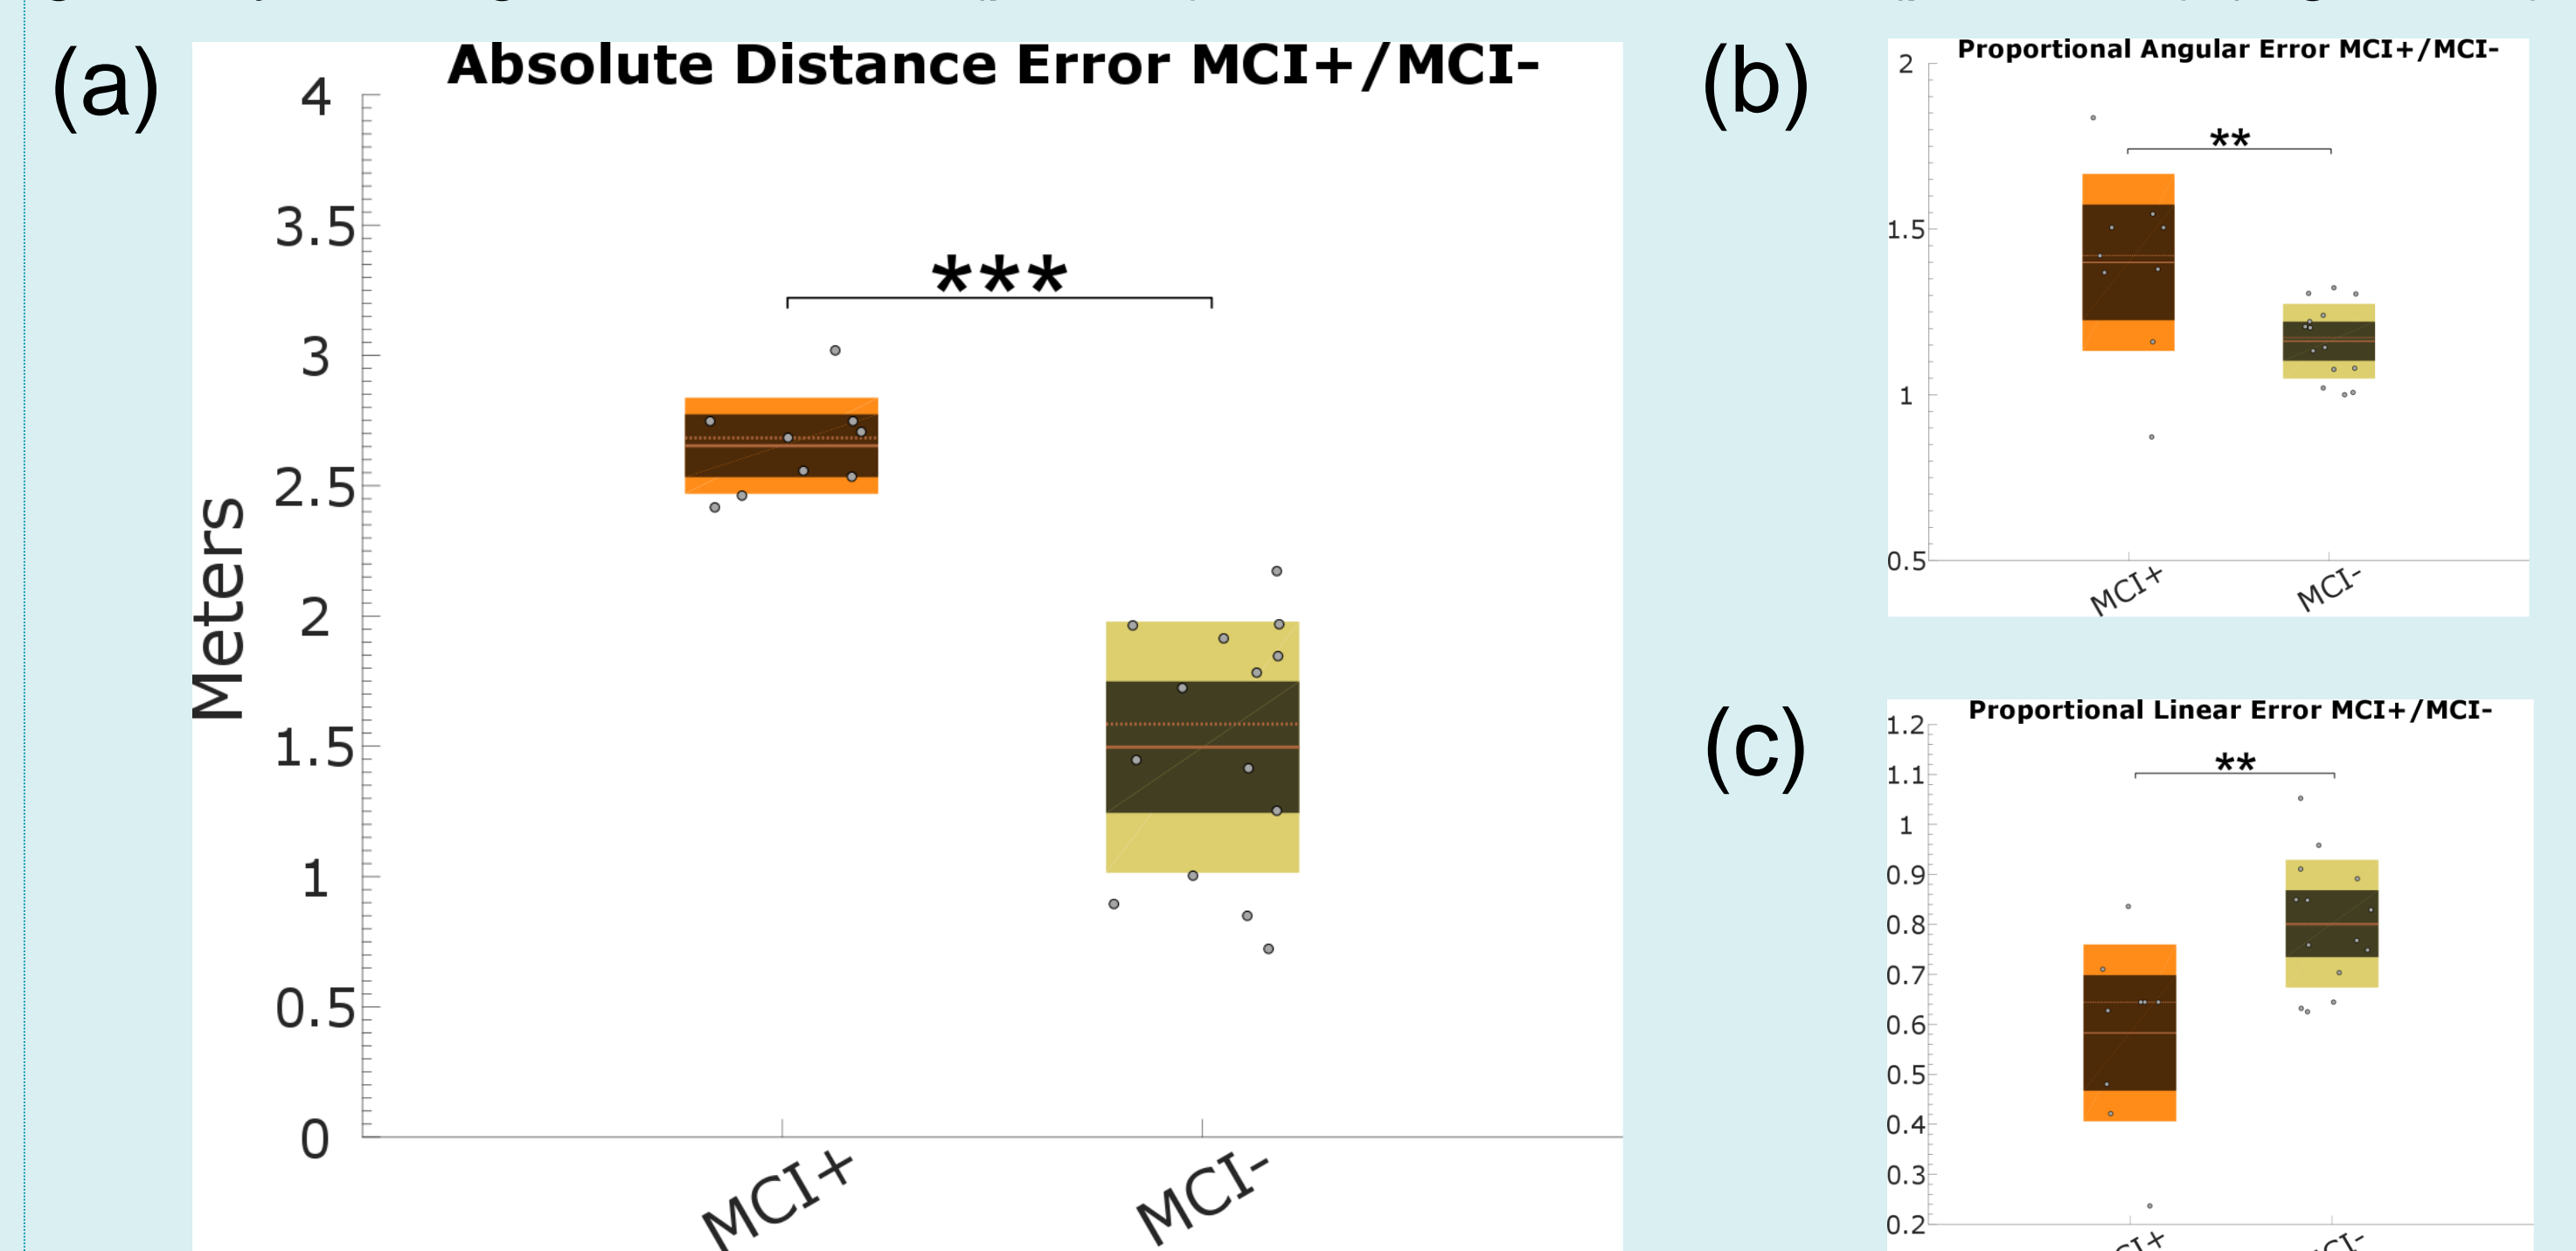 (a)
Absolute Distance Error MCI+/MCI-
4
3.5
3
2.5
2
1.5
1
0.5
0
Meters
***
MCI+
MCI-
(b)
Proportional Angular Error MCI+/MCI-
2
1.5
1
0.5
**
MCI+
MCI-
(c)
Proportional Linear Error MCI+/MCI-
1.2
1.1
1
0.9
0.8
0.7
0.6
0.5
0.4
0.3
0.2
**